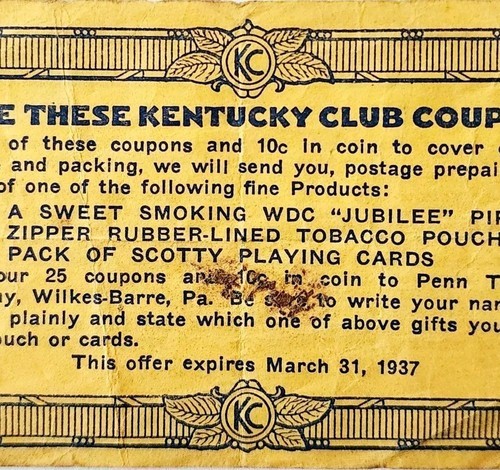 KC
E THESE KENTUCKY CLUB COUP
of these coupons and 10c in coin to cover
and packing, we will send you, postage prepai
of one of the following fine Products:
A SWEET SMOKING WDC "JUBILEE" PI
ZIPPER RUBBER-LINED TOBACCO POUCH
PACK OF SCOTTY PLAYING CARDS
our 25 coupons and 10c in coin to Penn T
y, Wilkes-Barre, Pa. Be sure to write your nam
plainly and state which one of above gifts you
ouch or cards.
This offer expires March 31, 1937
KC